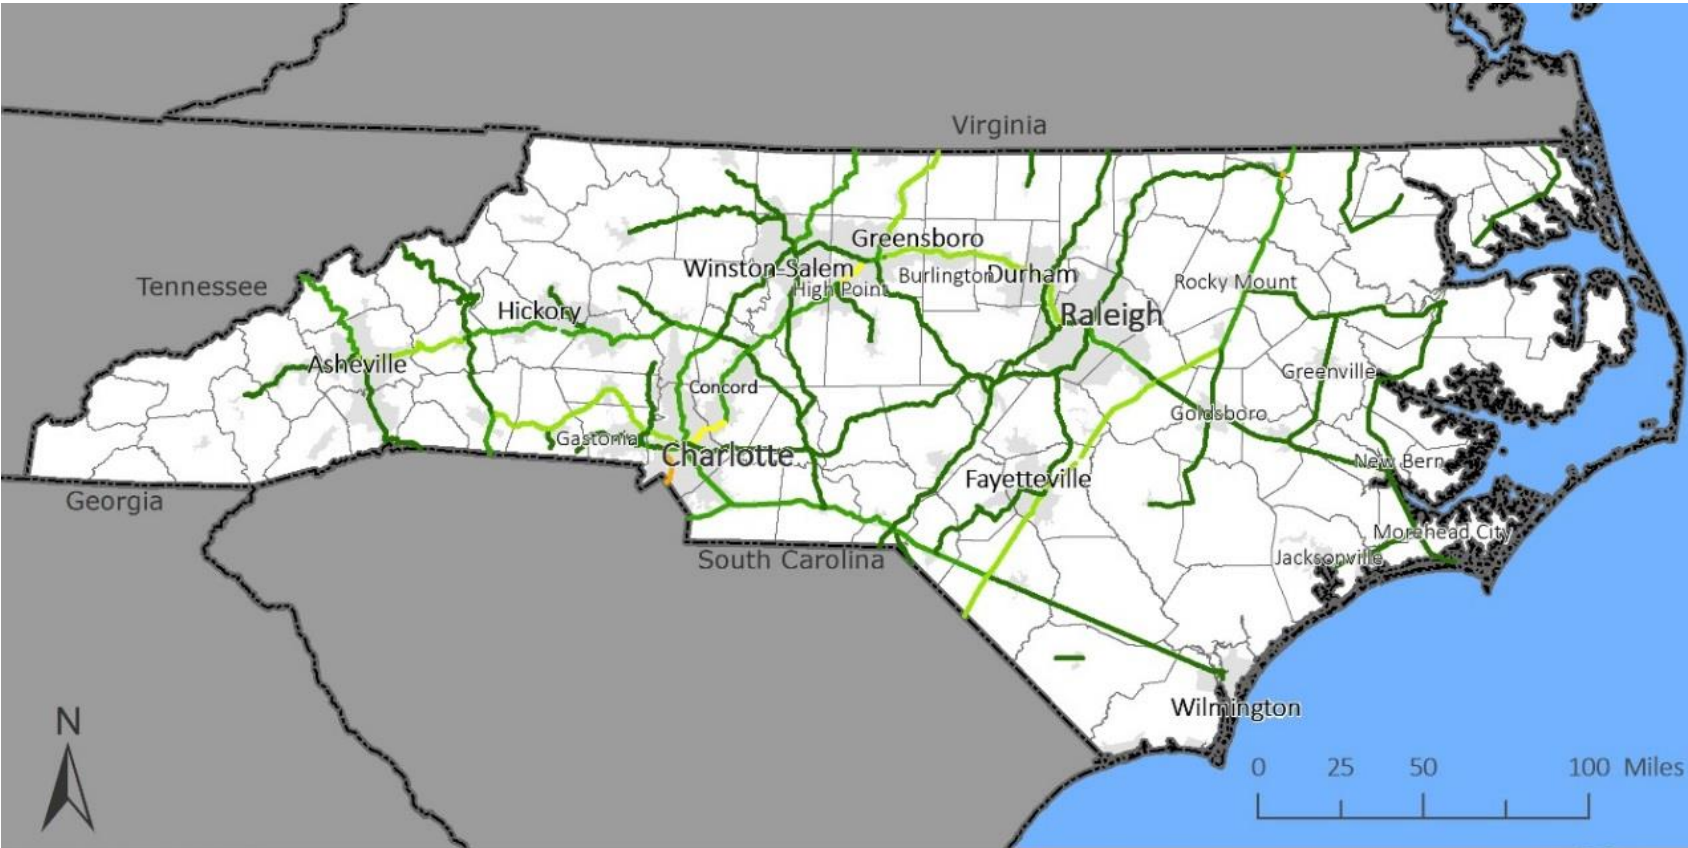 Virginia
Greensboro
Winston-Salem
Burlington
Durham
High Point
Tennessee
Rocky Mount
Hickory
Raleigh
Asheville
Concord
Greenville
Goldsboro
Gastonia
Charlotte
New Bern
Fayetteville
Georgia
Morehead City
South Carolina
Jacksonville
Wilmington
N
0 25 50 100 Miles